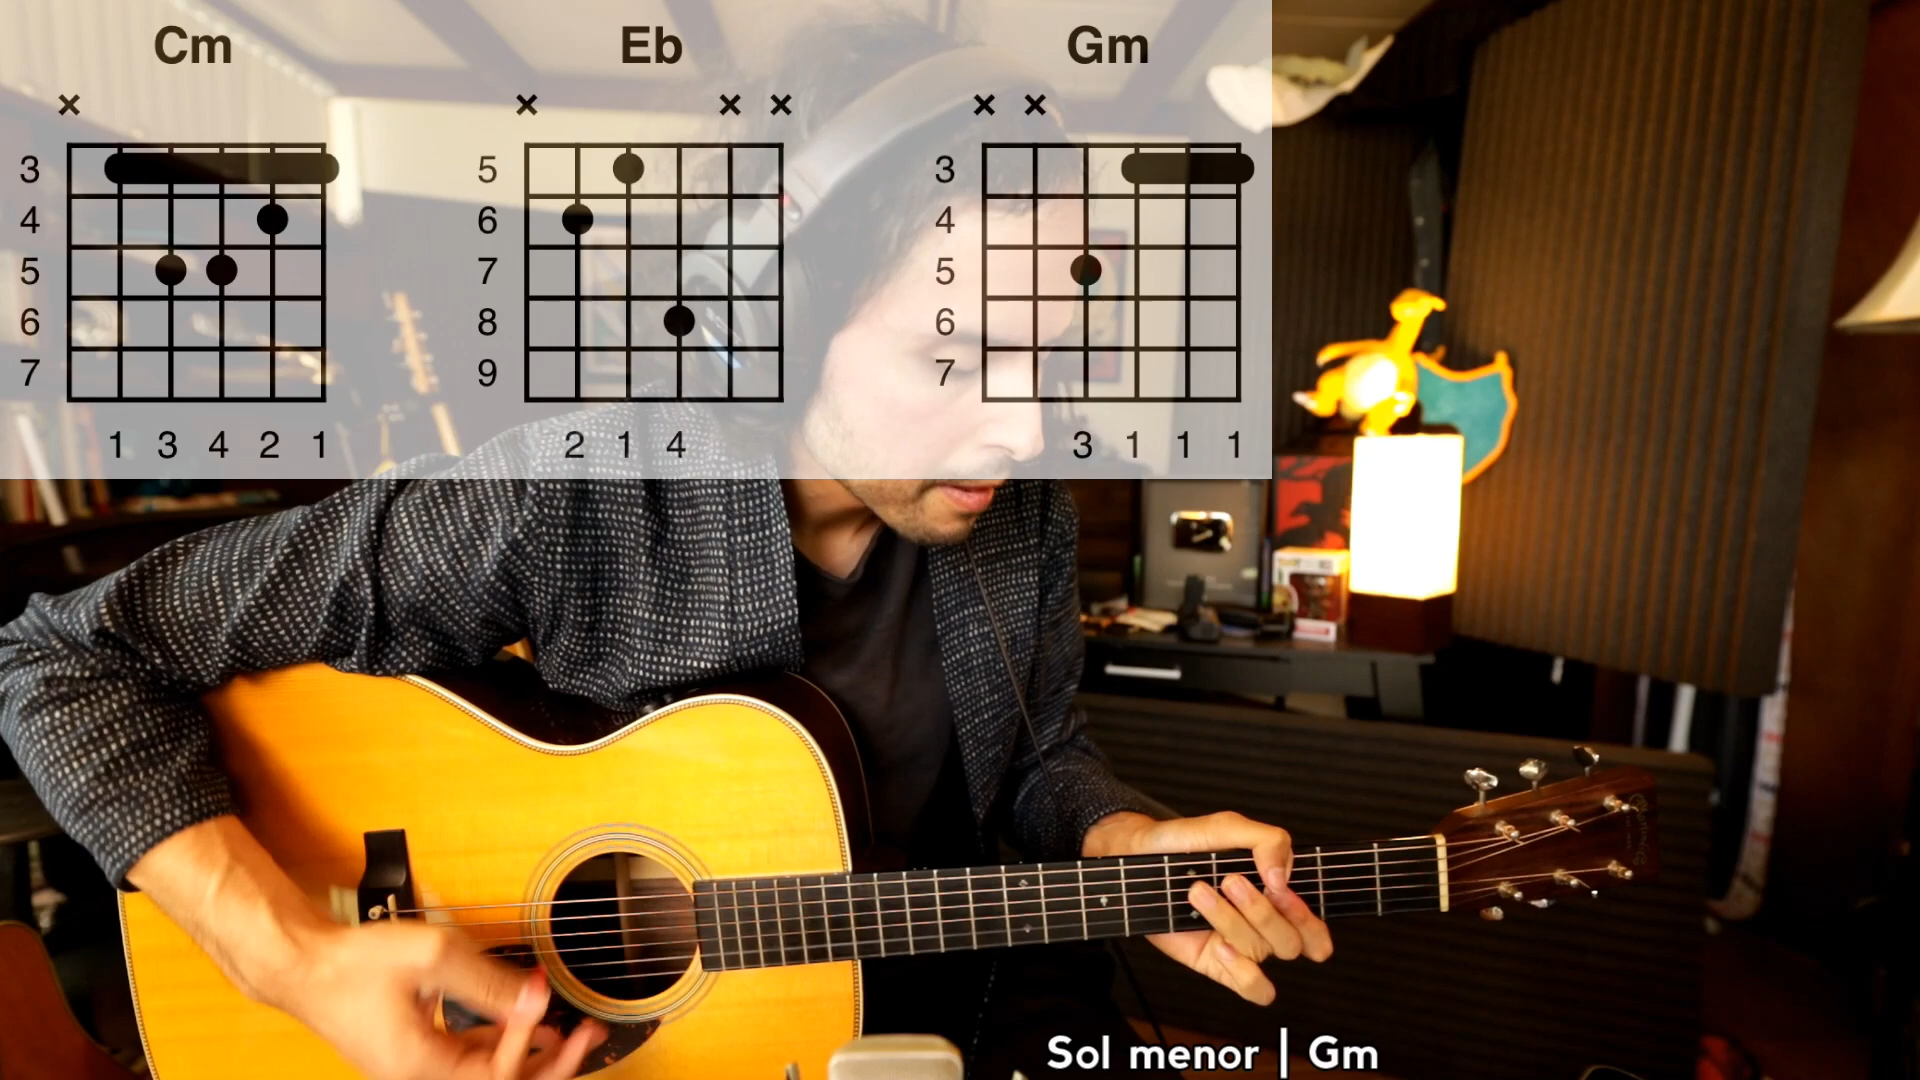 Cm Eb Gm
× × × × × ×
3 5 3
4 6 4
5 7 5
6 8 6
7 9 7
1 3 4 2 1 2 1 4 3 1 1 1
Sol menor | Gm